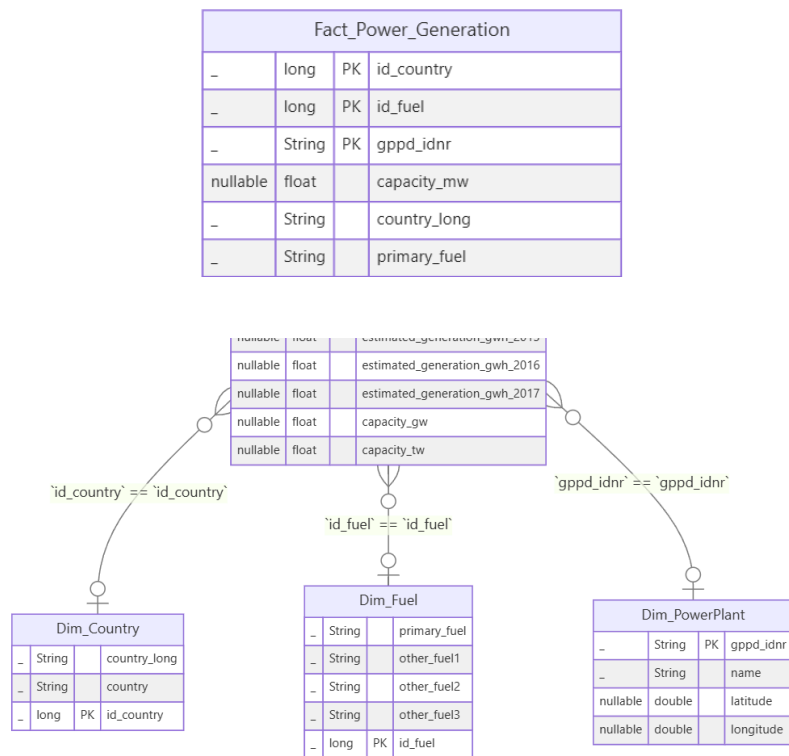 Fact_Power_Generation
_ long PK id_country
_ long PK id_fuel
_ String PK gppd_idnr
nullable float capacity_mw
_ String country_long
_ String primary_fuel
nullable float estimated_generation_gwh_2015
nullable float estimated_generation_gwh_2016
nullable float estimated_generation_gwh_2017
nullable float capacity_gw
nullable float capacity_tw
`id_country` == `id_country`
`id_fuel` == `id_fuel`
`gppd_idnr` == `gppd_idnr`
Dim_Country
_ String country_long
_ String country
_ long PK id_country
Dim_Fuel
_ String primary_fuel
_ String other_fuel1
_ String other_fuel2
_ String other_fuel3
_ long PK id_fuel
Dim_PowerPlant
_ String PK gppd_idnr
_ String name
nullable double latitude
nullable double longitude